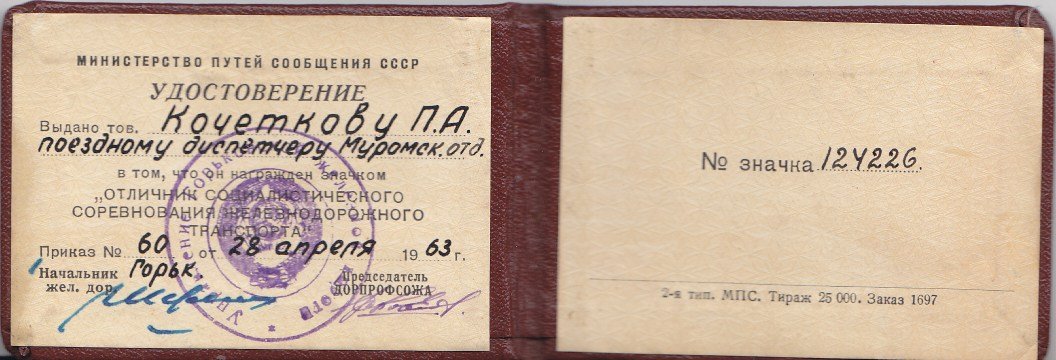 МИНИСТЕРСТВО ПУТЕЙ СООБЩЕНИЯ СССР
УДОСТОВЕРЕНИЕ
Выдано тов. Кочеткову П.А.
поездному диспетчеру Муромск. отд.
в том, что он награжден значком
„ОТЛИЧНИК СОЦИАЛИСТИЧЕСКОГО
СОРЕВНОВАНИЯ ЖЕЛЕЗНОДОРОЖНОГО
ТРАНСПОРТА“
Приказ № 60 от 28 апреля 1963 г.
Начальник Горьк.
жел. дор.
Председатель
ДОРПРОФСОЖА
№ значка 124226.
2-я тип. МПС. Тираж 25 000. Заказ 1697